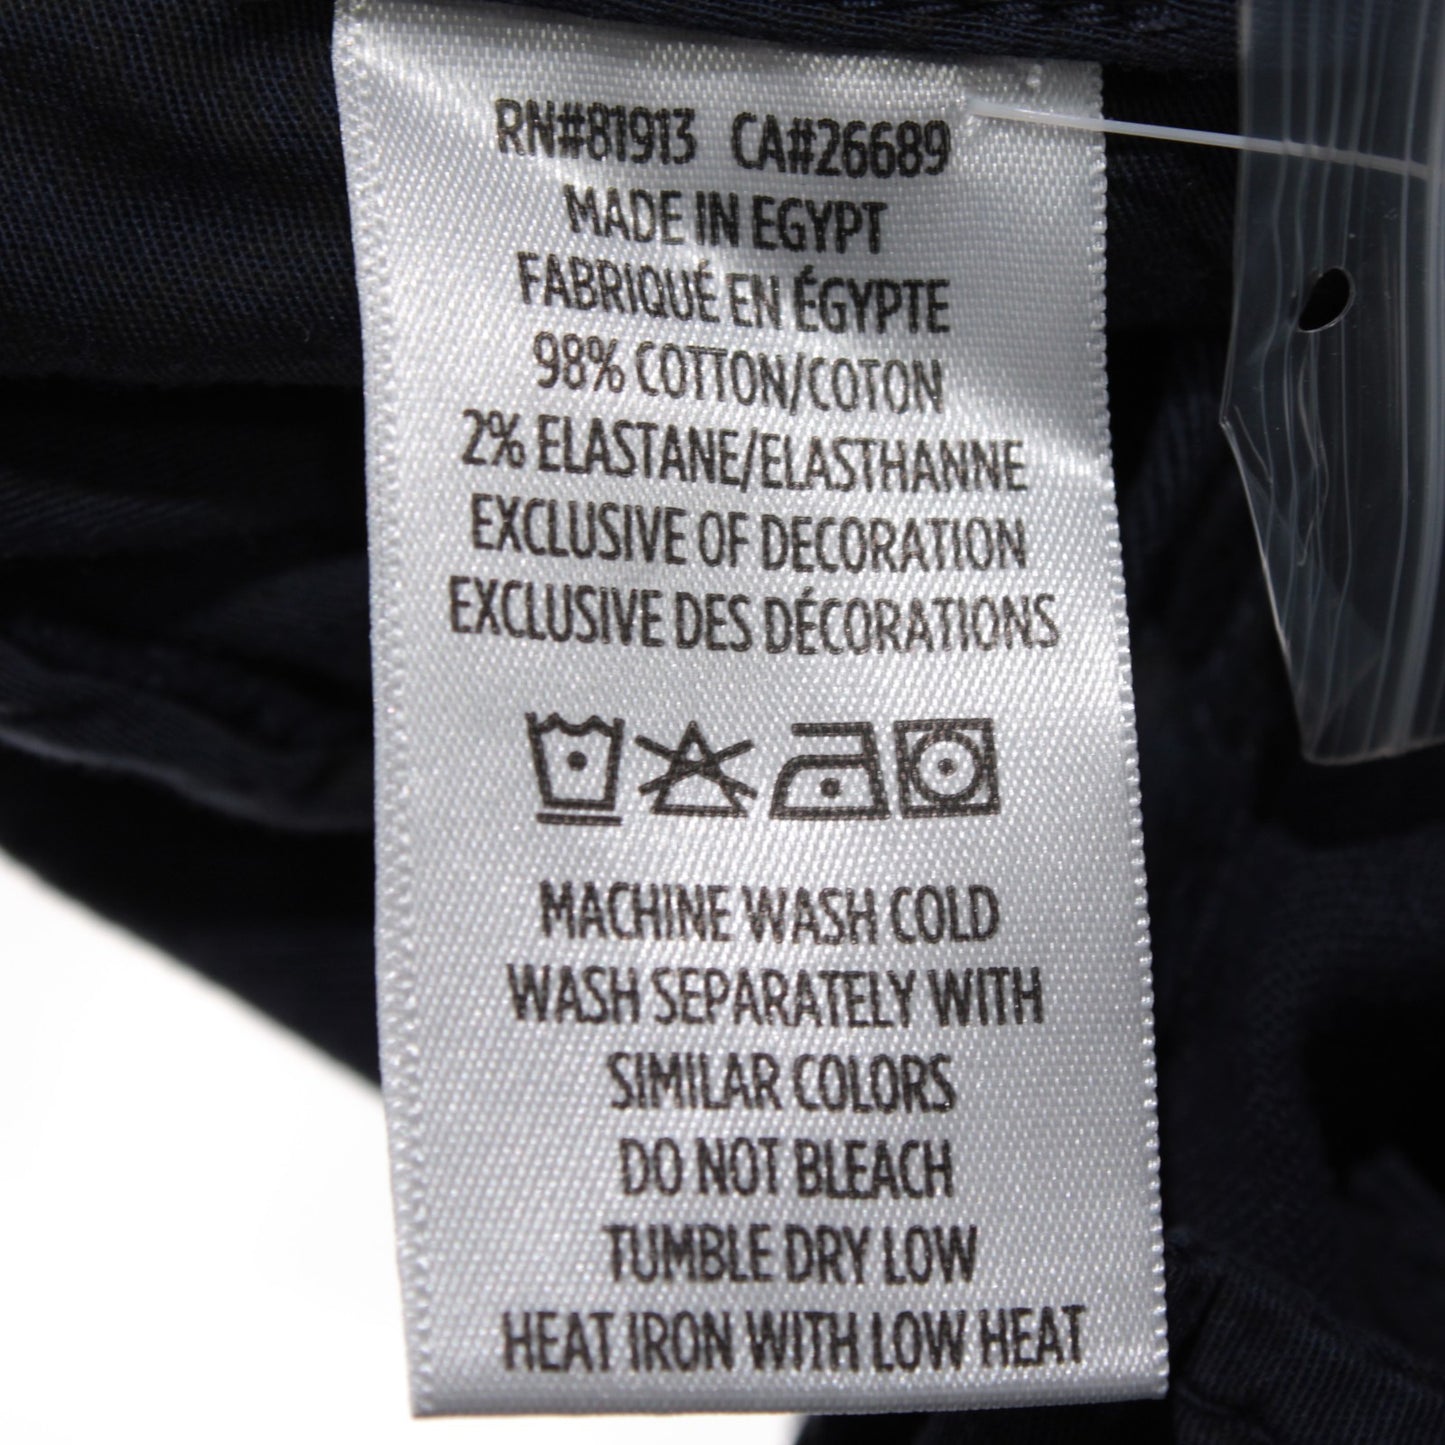 RN#81913 CA#26689
MADE IN EGYPT
FABRIQUÉ EN ÉGYPTE
98% COTTON/COTON
2% ELASTANE/ELASTHANNE
EXCLUSIVE OF DECORATION
EXCLUSIVE DES DÉCORATIONS
MACHINE WASH COLD
WASH SEPARATELY WITH
SIMILAR COLORS
DO NOT BLEACH
TUMBLE DRY LOW
HEAT IRON WITH LOW HEAT